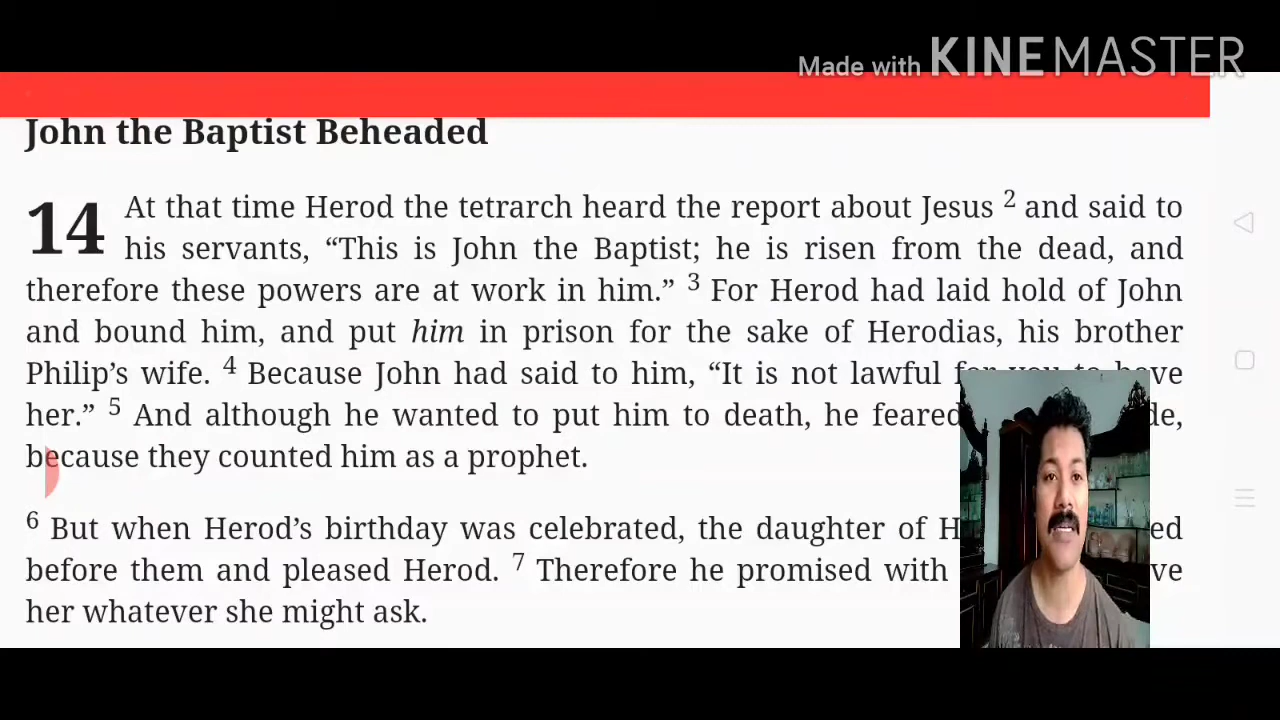 Made with KINEMASTER
John the Baptist Beheaded
14 At that time Herod the tetrarch heard the report about Jesus 2 and said to
his servants, “This is John the Baptist; he is risen from the dead, and
therefore these powers are at work in him.” 3 For Herod had laid hold of John
and bound him, and put him in prison for the sake of Herodias, his brother
Philip’s wife. 4 Because John had said to him, “It is not lawful for you to have
her.” 5 And although he wanted to put him to death, he feared
because they counted him as a prophet.
6 But when Herod’s birthday was celebrated, the daughter of
before them and pleased Herod. 7 Therefore he promised with
her whatever she might ask.